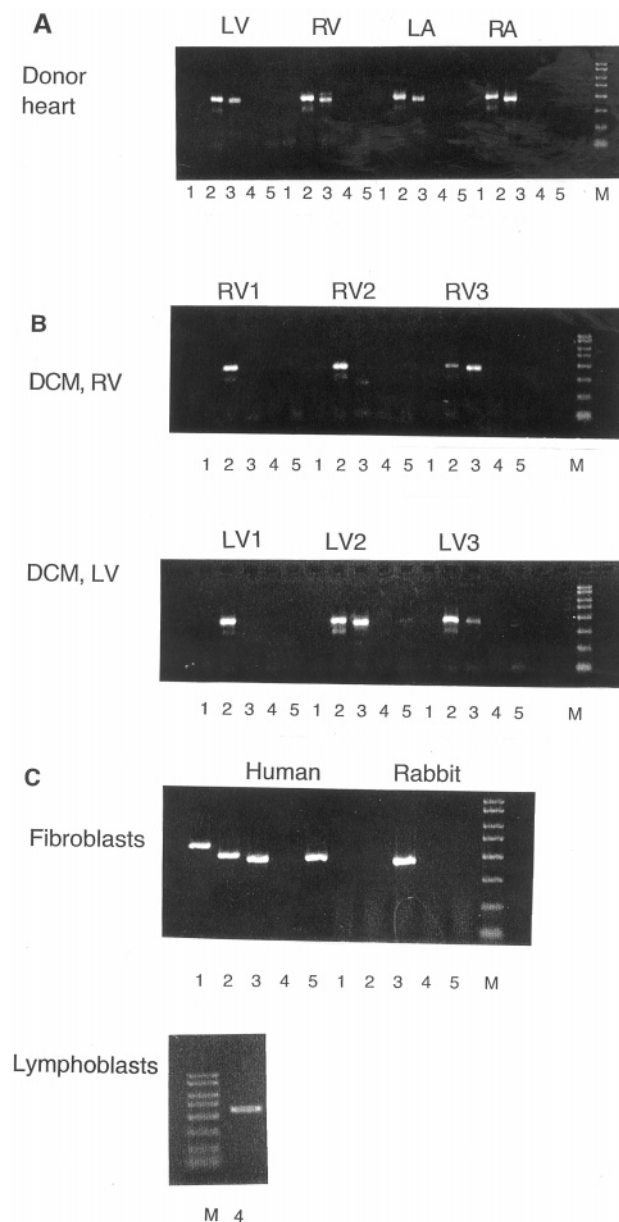 A
LV RV LA RA
Donor
heart
1 2 3 4 5 1 2 3 4 5 1 2 3 4 5 1 2 3 4 5 M
B
RV1 RV2 RV3
DCM, RV
1 2 3 4 5 1 2 3 4 5 1 2 3 4 5 M
LV1 LV2 LV3
DCM, LV
1 2 3 4 5 1 2 3 4 5 1 2 3 4 5 M
C
Human Rabbit
Fibroblasts
1 2 3 4 5 1 2 3 4 5 M
Lymphoblasts
M 4